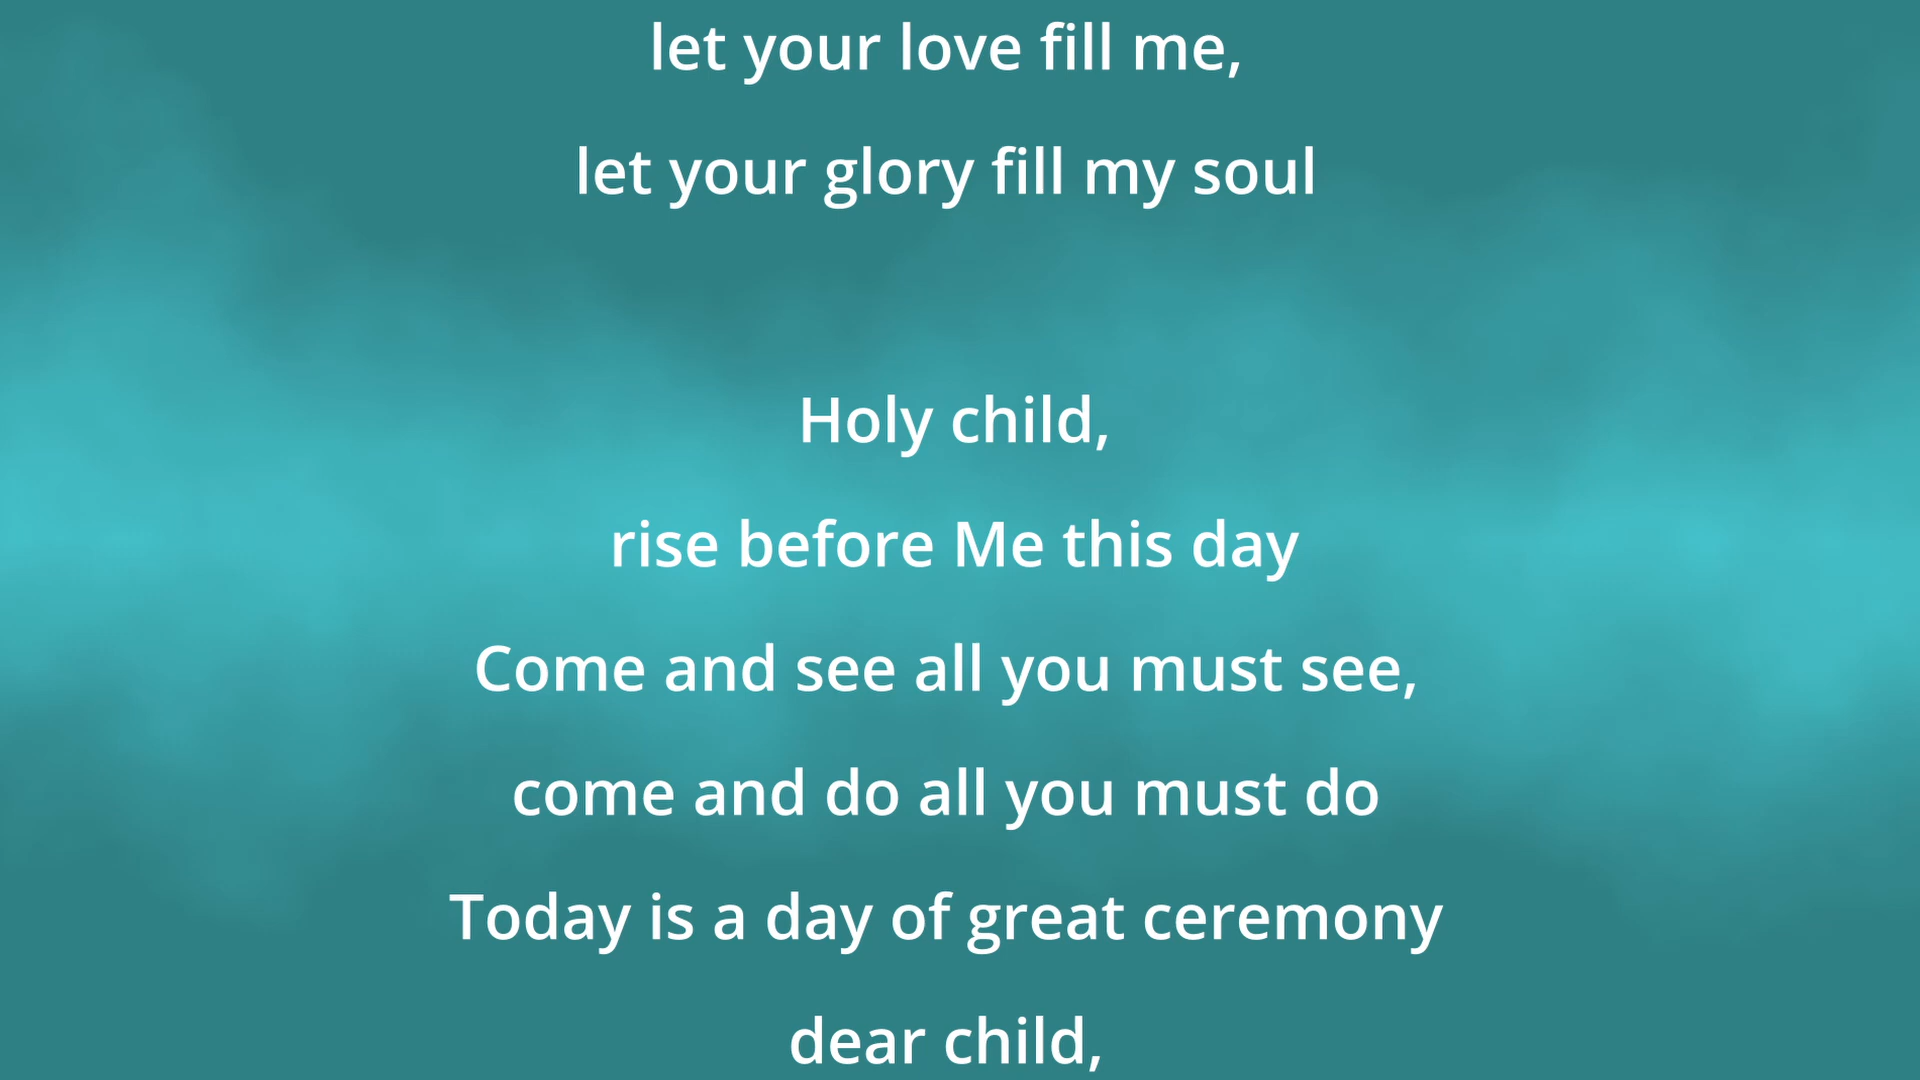 let your love fill me,
let your glory fill my soul
Holy child,
rise before Me this day
Come and see all you must see,
come and do all you must do
Today is a day of great ceremony
dear child,